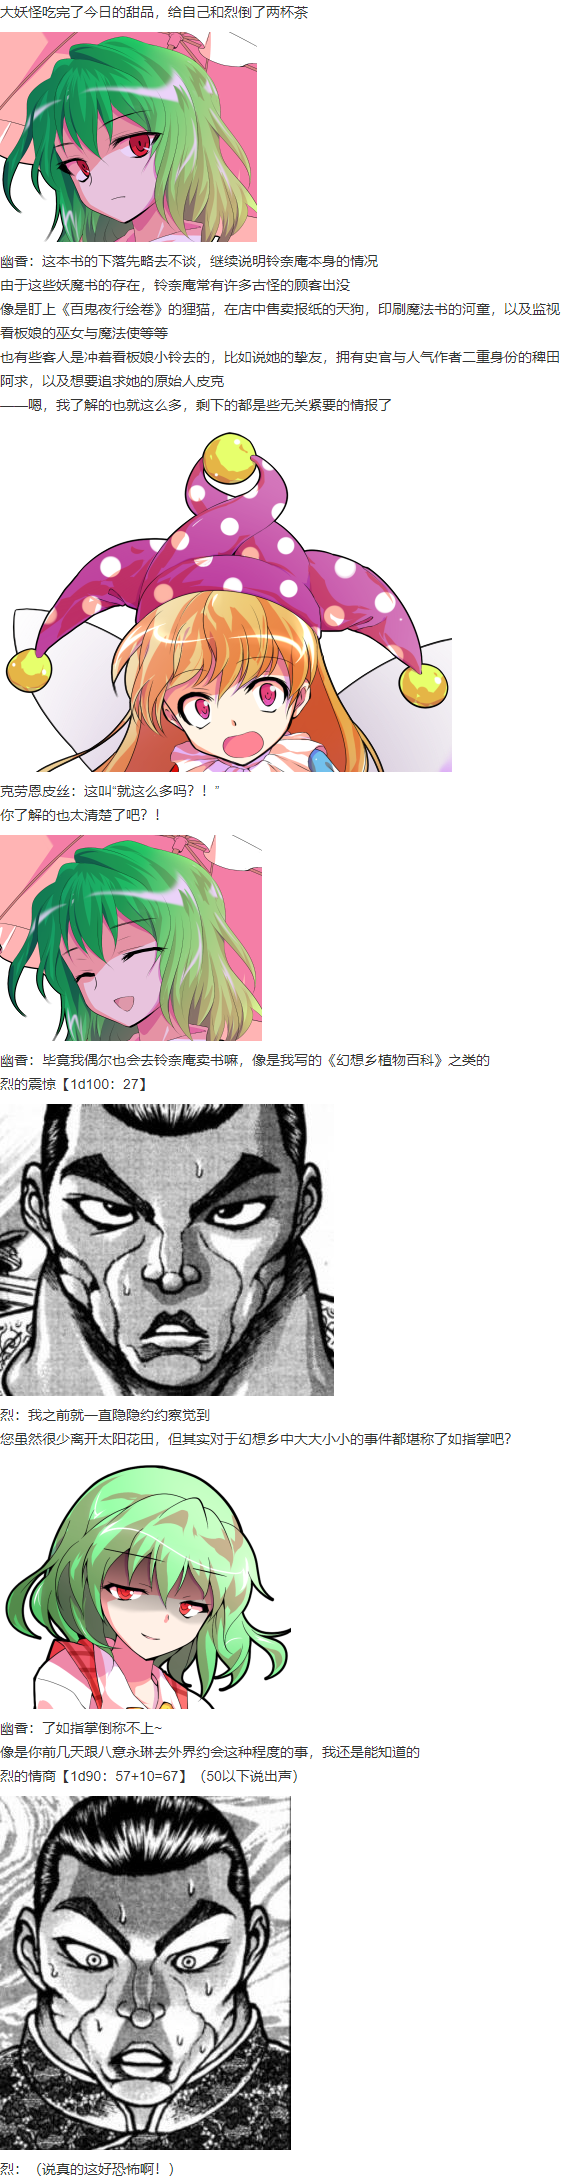 大妖怪吃完了今日的甜品，给自己和烈倒了两杯茶
幽香：这本书的下落先略去不谈，继续说明铃奈庵本身的情况
由于这些妖魔书的存在，铃奈庵常有许多古怪的顾客出没
像是盯上《百鬼夜行绘卷》的狸猫，在店中售卖报纸的天狗，印刷魔法书的河童，以及监视
看板娘的巫女与魔法使等等
也有些客人是冲着看板娘小铃去的，比如说她的挚友，拥有史官与人气作者二重身份的稗田
阿求，以及想要追求她的原始人皮克
——嗯，我了解的也就这么多，剩下的都是些无关紧要的情报了
克劳恩皮丝：这叫“就这么多吗？！”
你了解的也太清楚了吧？！
幽香：毕竟我偶尔也会去铃奈庵卖书嘛，像是我写的《幻想乡植物百科》之类的
烈的震惊【1d100：27】
烈：我之前就一直隐隐约约察觉到
您虽然很少离开太阳花田，但其实对于幻想乡中大大小小的事件都堪称了如指掌吧？
幽香：了如指掌倒称不上~
像是你前几天跟八意永琳去外界约会这种程度的事，我还是能知道的
烈的情商【1d90：57+10=67】（50以下说出声）
烈：（说真的这好恐怖啊！）